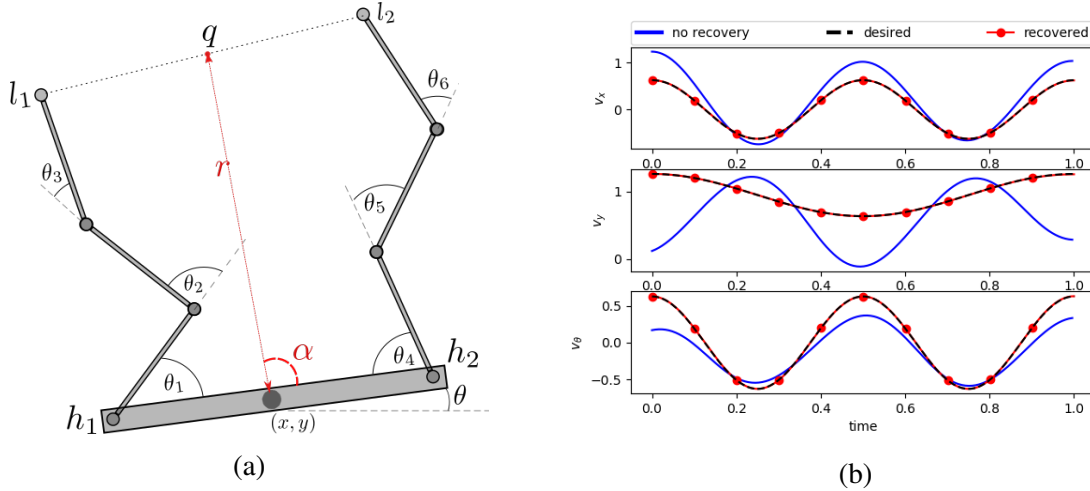 q
l₂
l₁
θ₆
r
θ₃
θ₅
θ₂
α
θ₄
h₂
θ₁
θ
h₁
(x, y)
(a)
no recovery desired recovered
1
0
vₓ
0.0 0.2 0.4 0.6 0.8 1.0
1
0
v_y
0.0 0.2 0.4 0.6 0.8 1.0
0.5
0.0
−0.5
v_θ
0.0 0.2 0.4 0.6 0.8 1.0
time
(b)